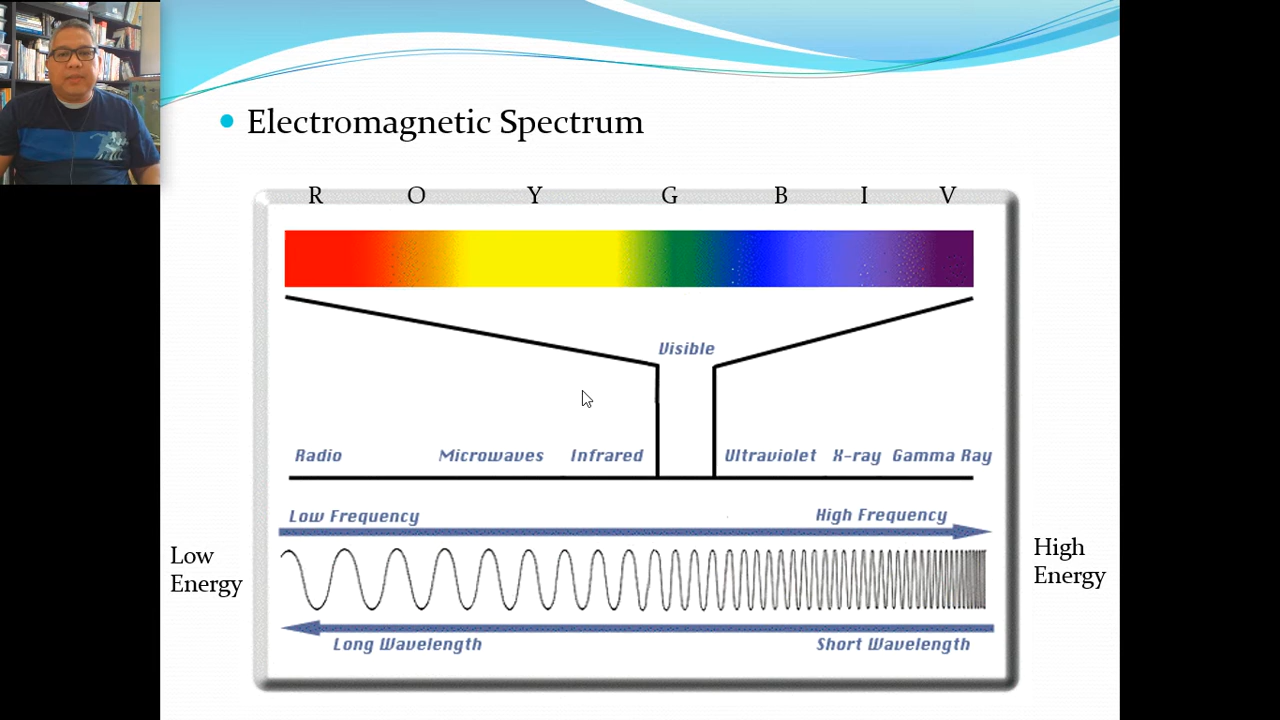 Electromagnetic Spectrum
R O Y G B I V
Visible
Radio Microwaves Infrared Ultraviolet X-ray Gamma Ray
Low Frequency High Frequency
Low Energy
High Energy
Long Wavelength Short Wavelength